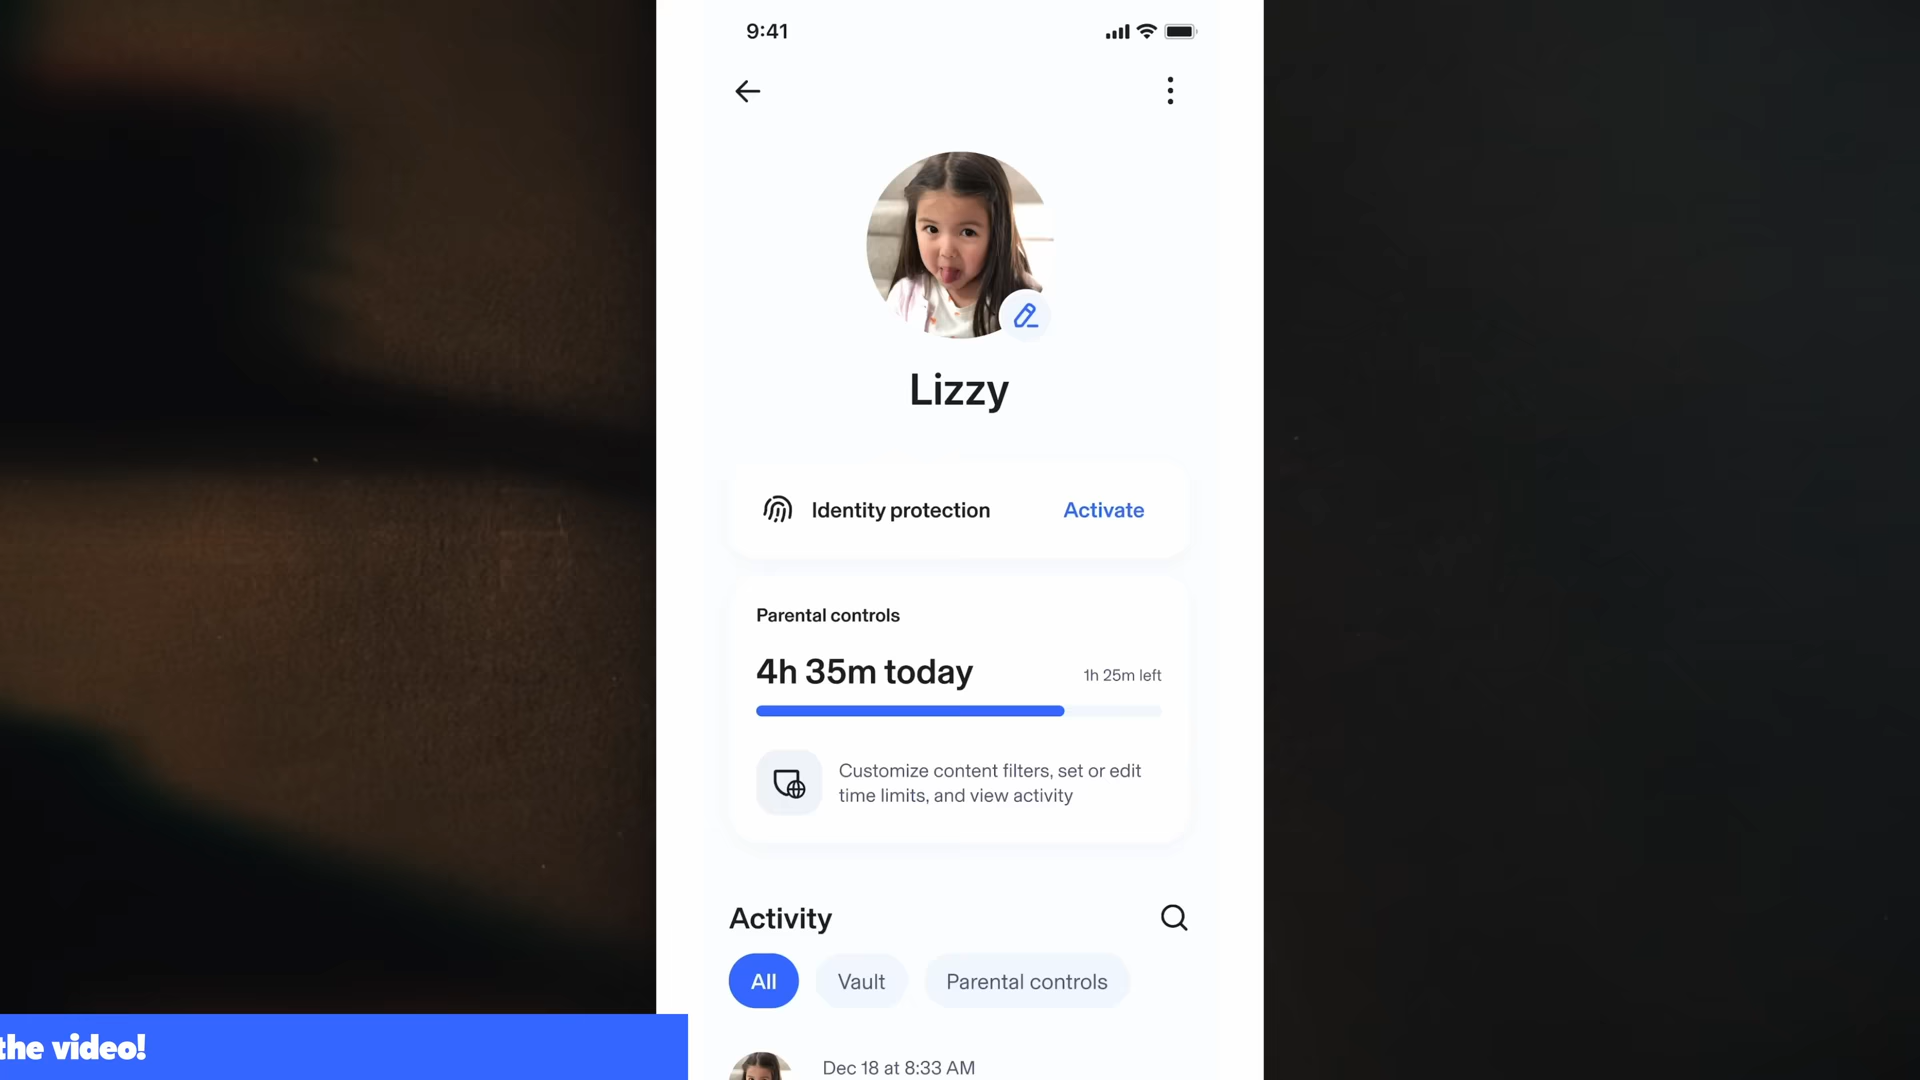 9:41
Lizzy
Identity protection
Activate
Parental controls
4h 35m today
1h 25m left
Customize content filters, set or edit
time limits, and view activity
Activity
All
Vault
Parental controls
the video!
Dec 18 at 8:33 AM